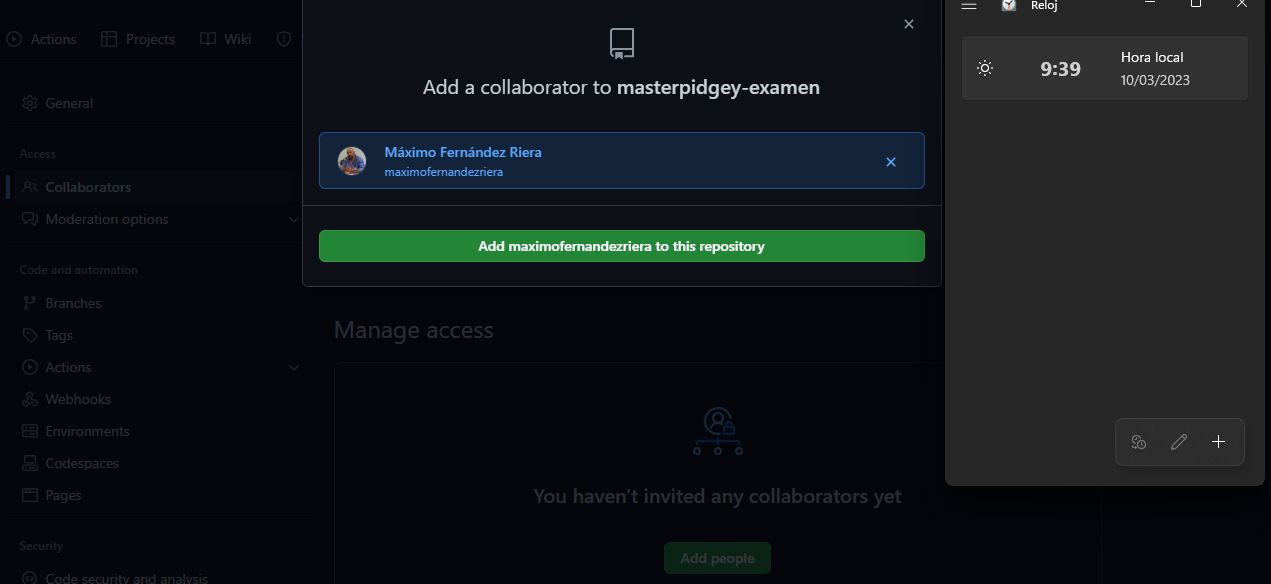 Actions
Projects
Wiki
General
Access
Collaborators
Moderation options
Code and automation
Branches
Tags
Actions
Webhooks
Environments
Codespaces
Pages
Security
Code security and analysis
Add a collaborator to masterpidgey-examen
Máximo Fernández Riera
maximofernandezriera
Add maximofernandezriera to this repository
Manage access
You haven't invited any collaborators yet
Add people
Reloj
9:39
Hora local
10/03/2023